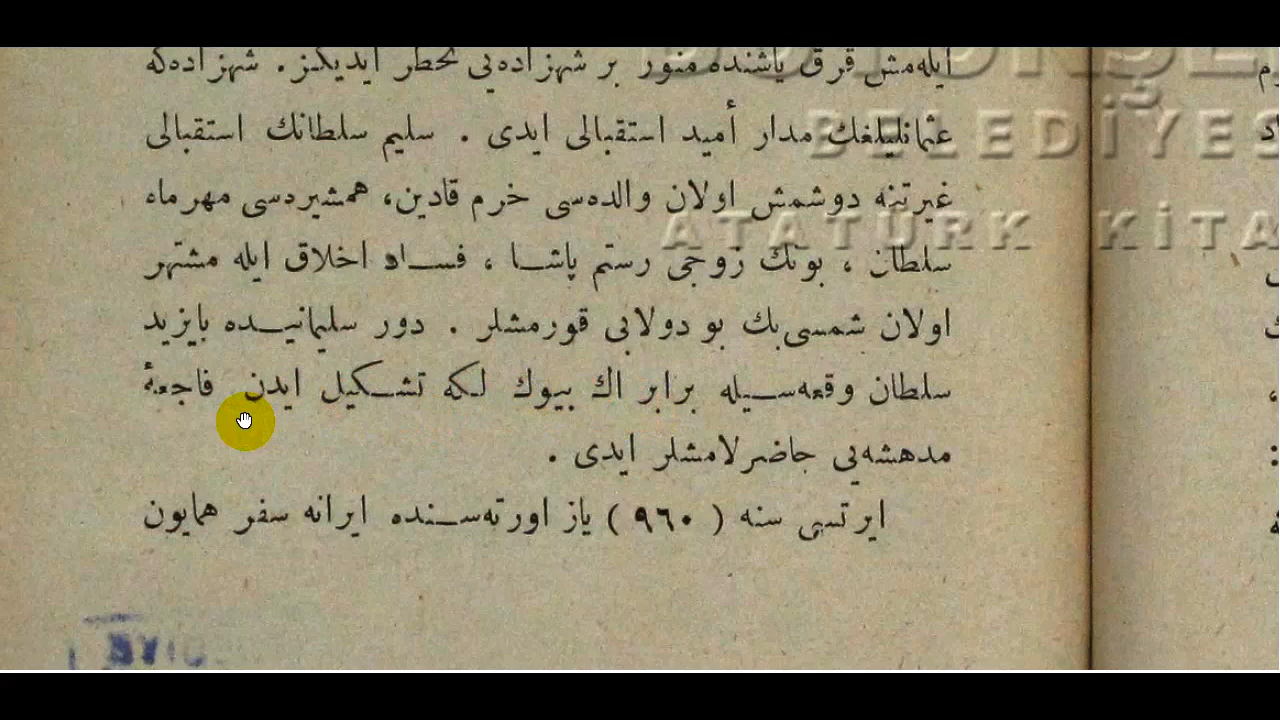 ایله‌مش قرق یاشنده منور بر شهزاده‌یی تخطر ایدیکز. شهزاده‌که
عثمانلیلغك مدار أمید استقبالی ایدی . سلیم سلطانك استقبالی
غیرتنه دوشمش اولان والده‌سی خرم قادین، همشیره‌سی مهرماه
سلطان ، بونك زوجی رستم پاشا ، فساد اخلاق ایله مشتهر
اولان شمسی بك بو دولابی قورمشلر . دور سلیمانیده بایزید
سلطان وقعه‌سیله برابر اك بیوك لکه تشکیل ایدن فاجعهٔ
مدهشه‌یی حاضرلامشلر ایدی .
ایرتسی سنه ( ٩٦٠ ) یاز اورته‌سنده ایرانه سفر همایون
BELEDİYES
ATATÜRK KİTA